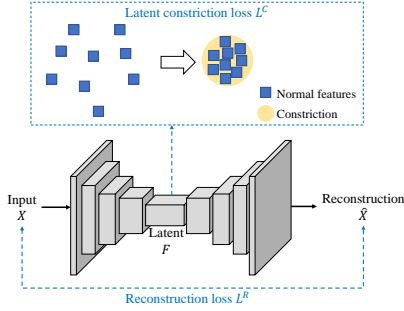 Latent constriction loss L^C
Normal features
Constriction
Input
X
Latent
F
Reconstruction
X̂
Reconstruction loss L^R